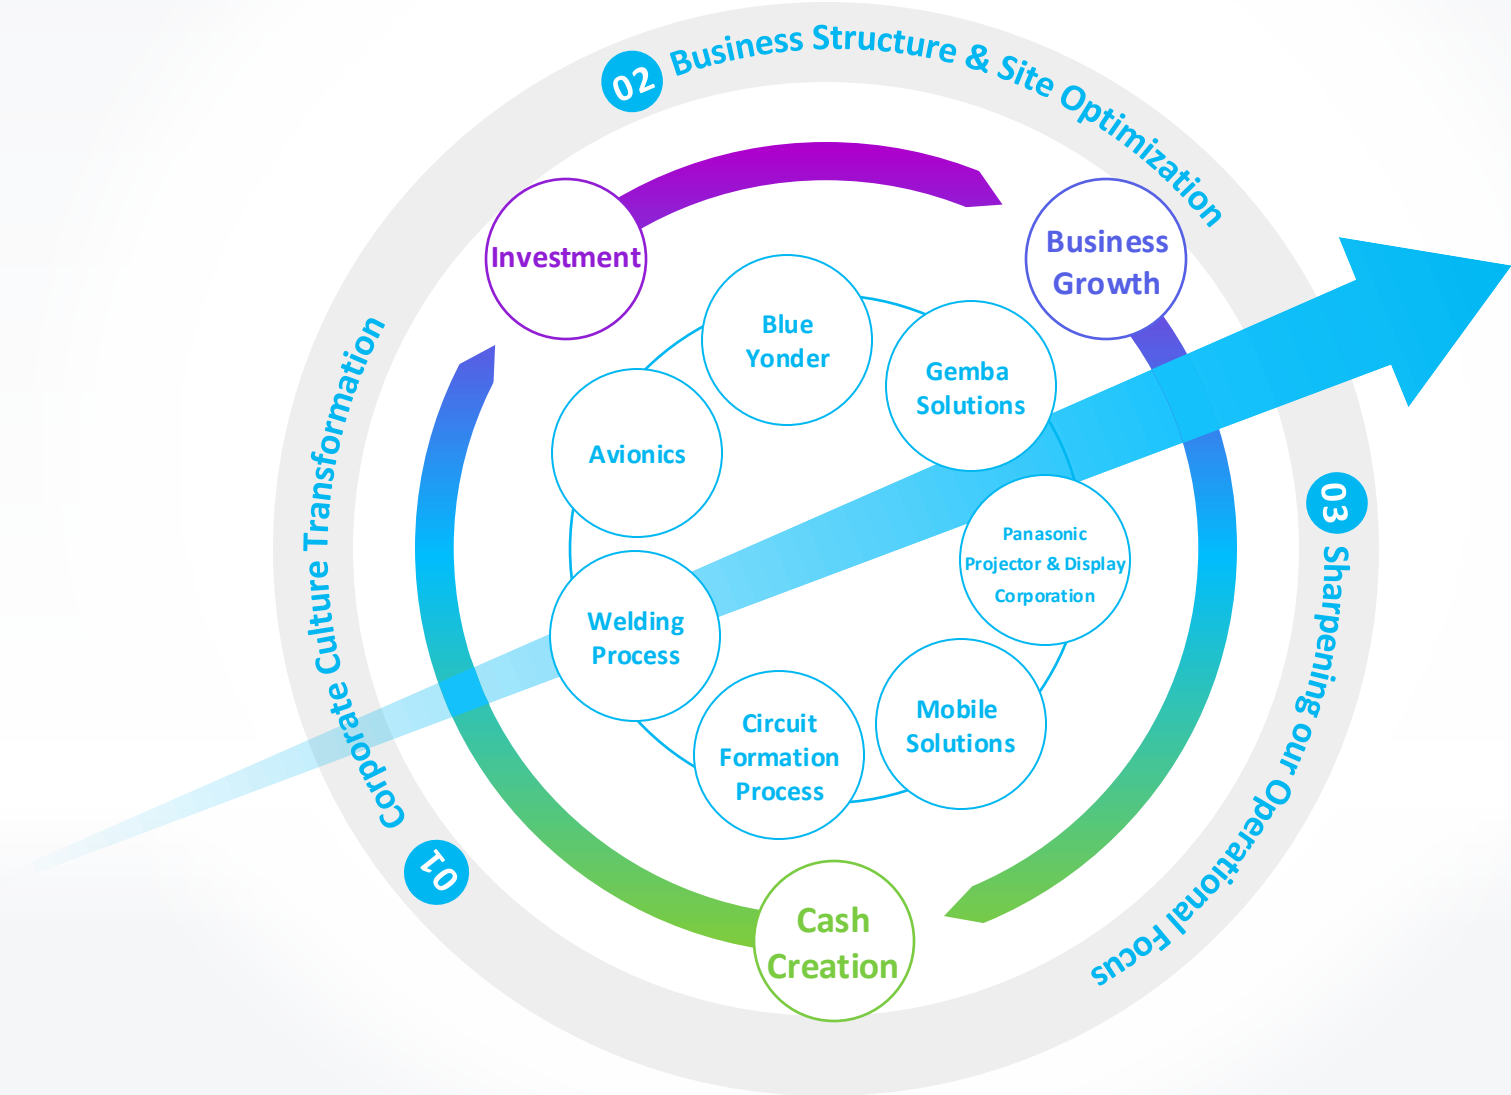 02 Business Structure & Site Optimization
Investment
Business
Growth
Blue
Yonder
Gemba
Solutions
Avionics
Panasonic
Projector & Display
Corporation
Welding
Process
Mobile
Solutions
Circuit
Formation
Process
Cash
Creation
01 Corporate Culture Transformation
03 Sharpening our Operational Focus